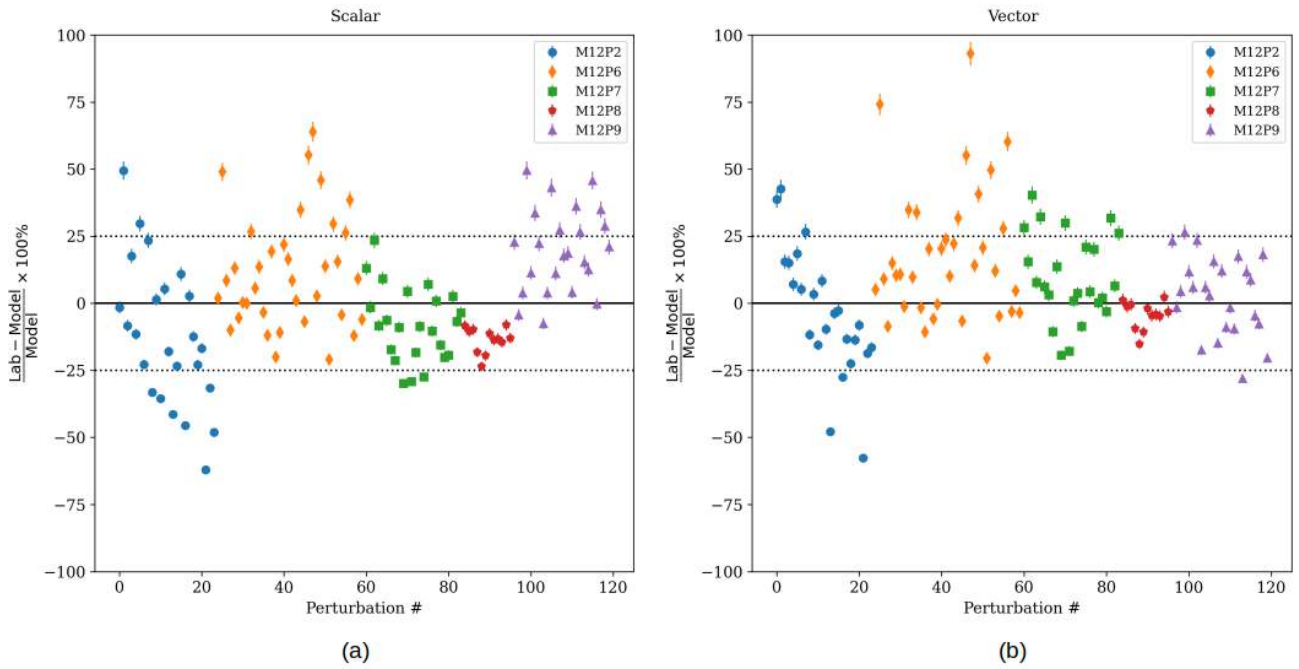 Scalar
100
75
50
25
0
−25
−50
−75
−100
Lab − Model
Model
× 100%
0
20
40
60
80
100
120
Perturbation #
M12P2
M12P6
M12P7
M12P8
M12P9
(a)
Vector
100
75
50
25
0
−25
−50
−75
−100
Lab − Model
Model
× 100%
0
20
40
60
80
100
120
Perturbation #
M12P2
M12P6
M12P7
M12P8
M12P9
(b)